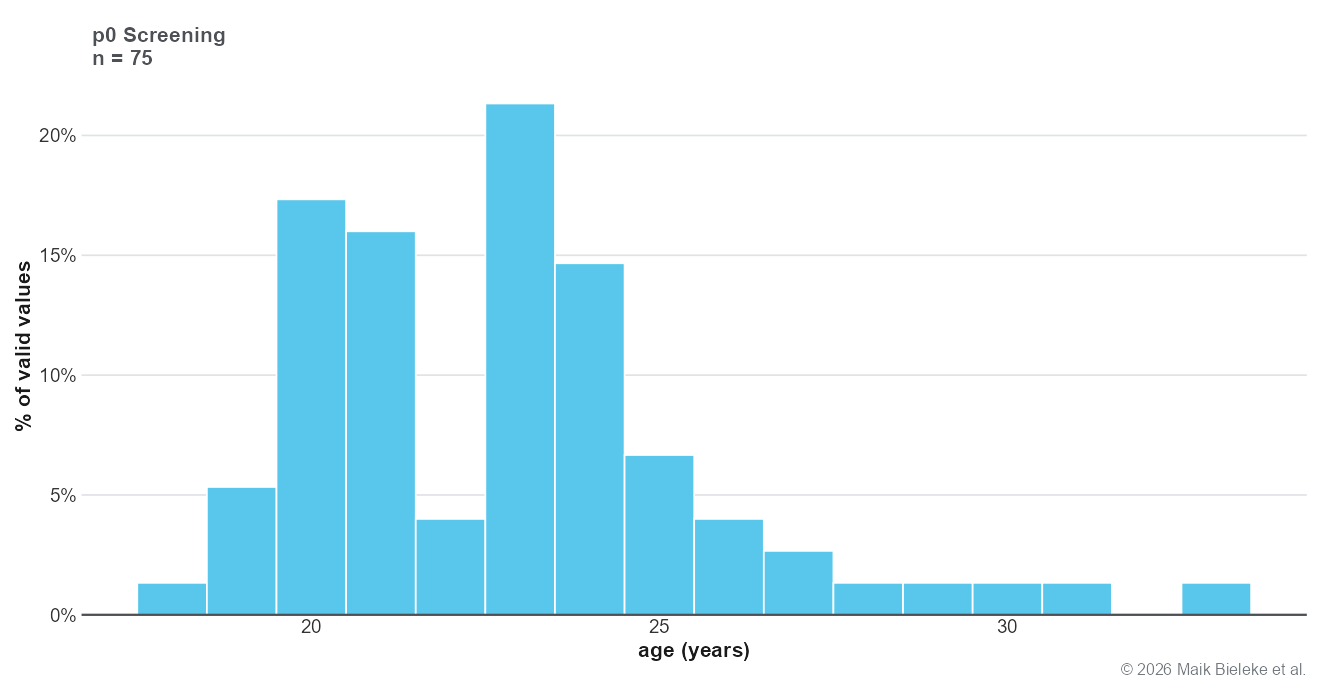 p0 Screening
n = 75
20%
15%
10%
5%
0%
% of valid values
20
25
30
age (years)
© 2026 Maik Bieleke et al.